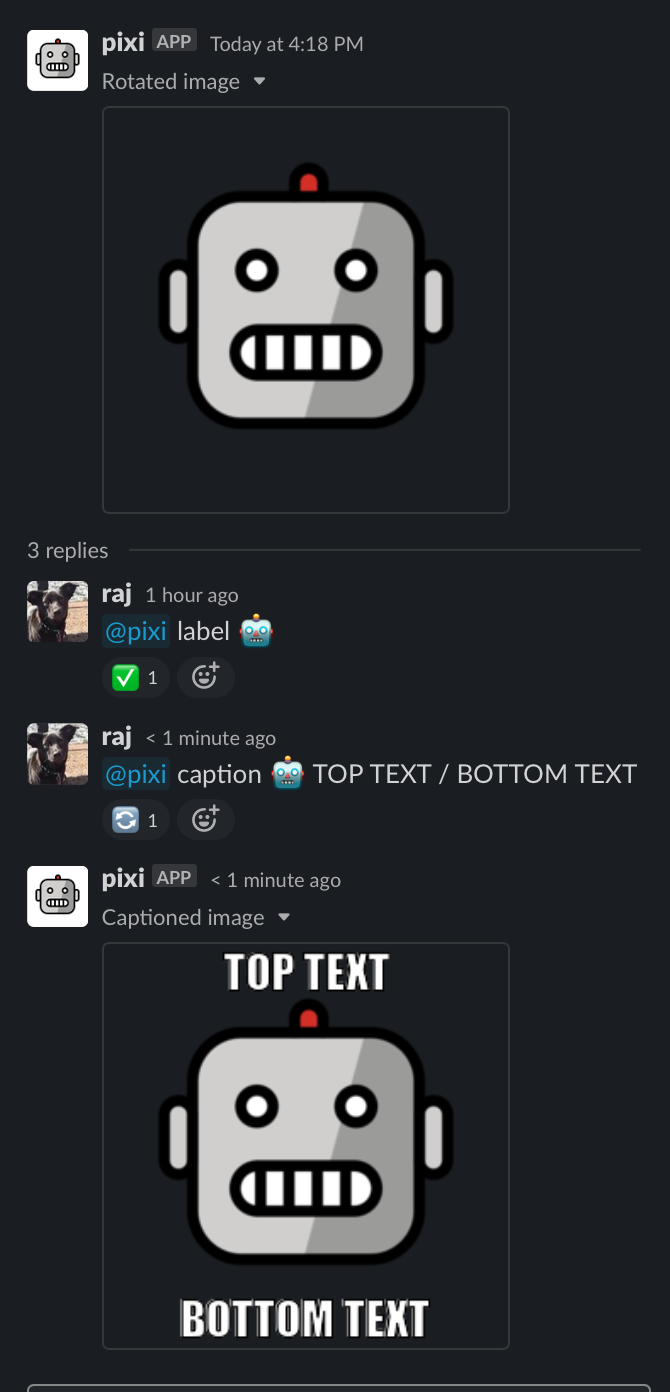 pixi APP Today at 4:18 PM
Rotated image
3 replies
raj 1 hour ago
@pixi label
1
raj < 1 minute ago
@pixi caption TOP TEXT / BOTTOM TEXT
1
pixi APP < 1 minute ago
Captioned image
TOP TEXT
BOTTOM TEXT